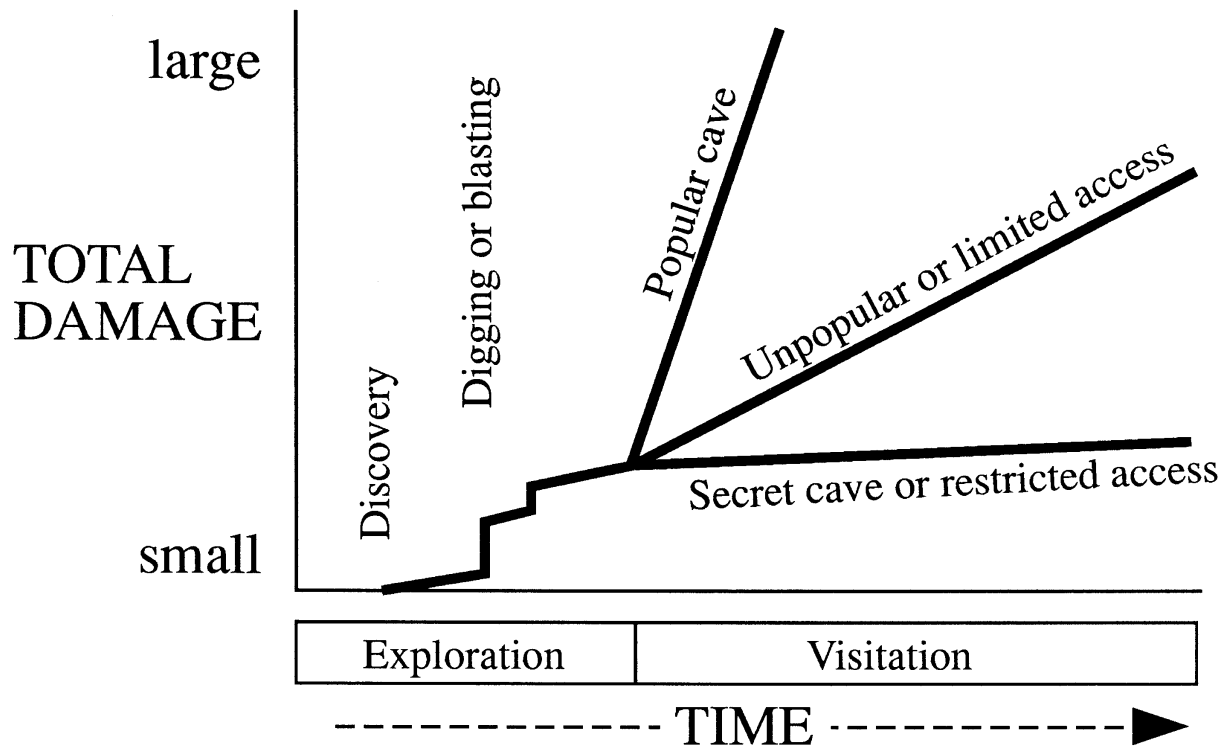 large
TOTAL
DAMAGE
small
Discovery
Digging or blasting
Popular cave
Unpopular or limited access
Secret cave or restricted access
Exploration
Visitation
TIME